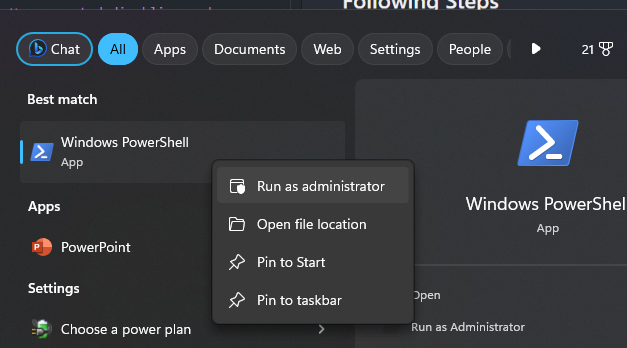 Following Steps
Chat
All
Apps
Documents
Web
Settings
People
21
Best match
Windows PowerShell
App
Run as administrator
Open file location
Pin to Start
Pin to taskbar
Apps
PowerPoint
Settings
Choose a power plan
Windows PowerShel
App
Open
Run as Administrator